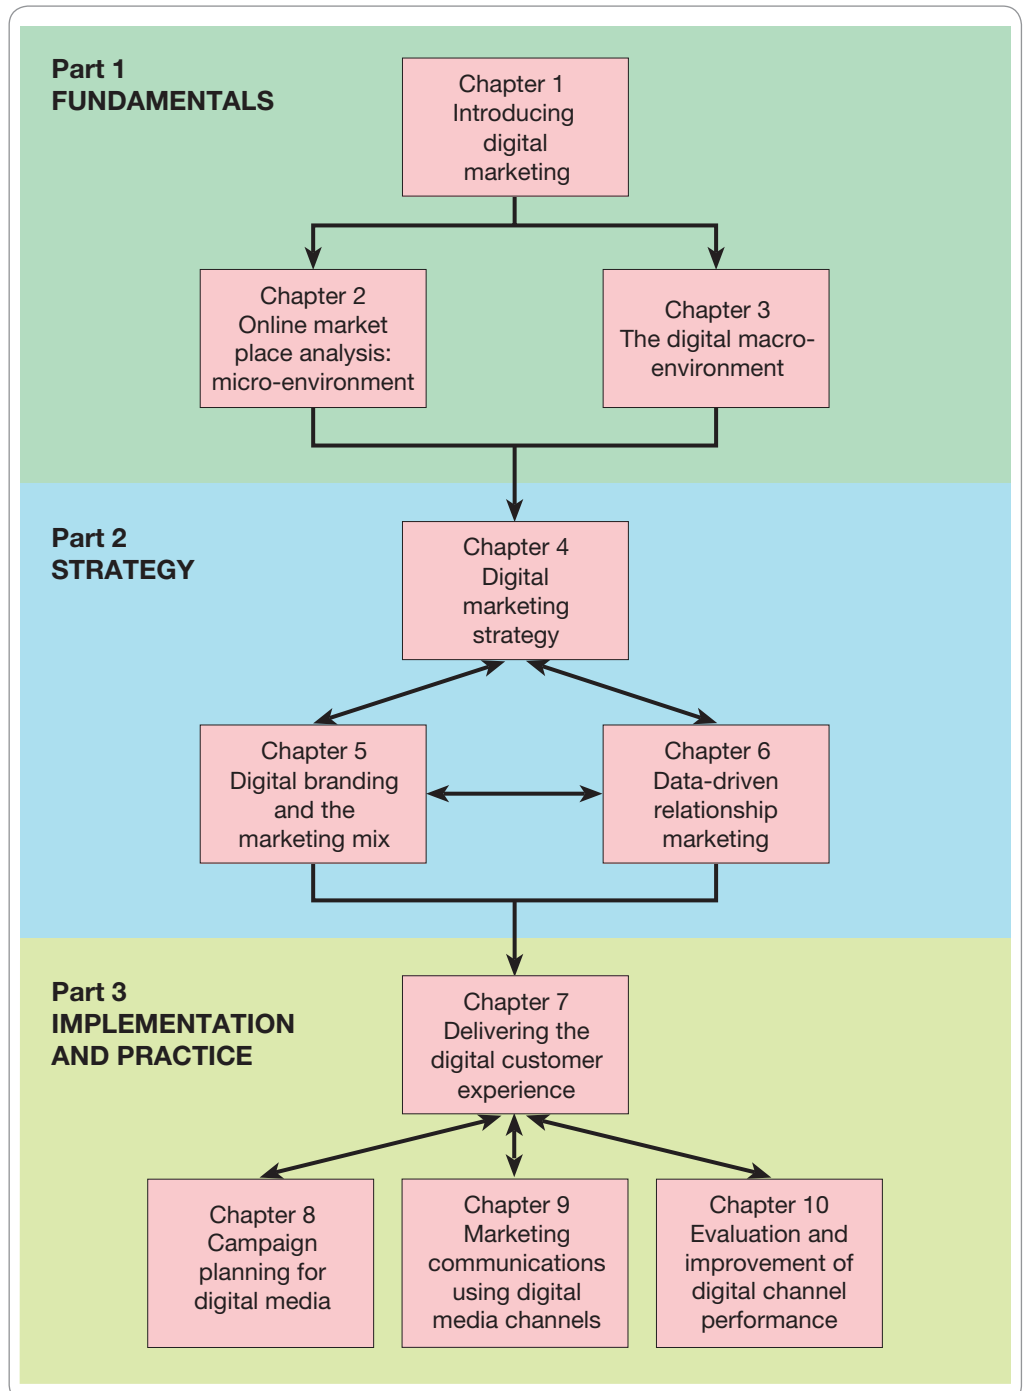 Part 1
FUNDAMENTALS
Chapter 1
Introducing
digital
marketing
Chapter 2
Online market
place analysis:
micro-environment
Chapter 3
The digital macro-
environment
Part 2
STRATEGY
Chapter 4
Digital
marketing
strategy
Chapter 5
Digital branding
and the
marketing mix
Chapter 6
Data-driven
relationship
marketing
Part 3
IMPLEMENTATION
AND PRACTICE
Chapter 7
Delivering the
digital customer
experience
Chapter 8
Campaign
planning for
digital media
Chapter 9
Marketing
communications
using digital
media channels
Chapter 10
Evaluation and
improvement of
digital channel
performance